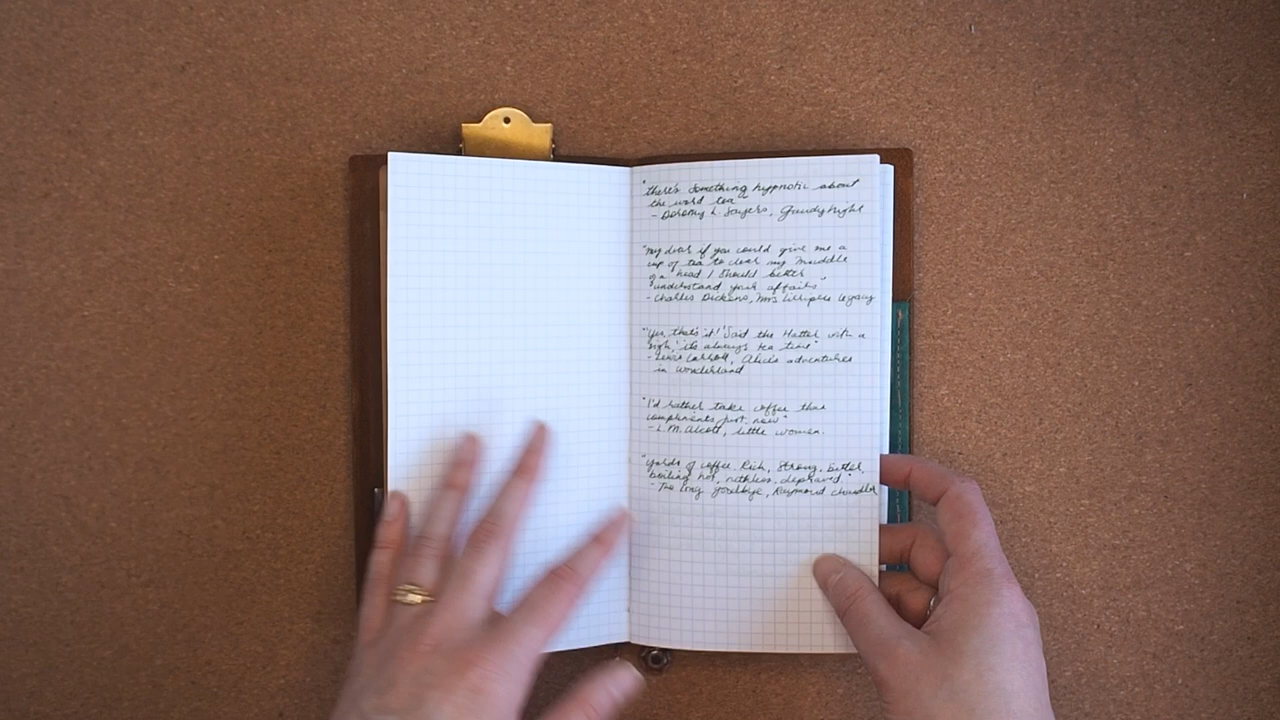 "there's something hypnotic about
the word tea"
- Dorothy L. Sayers, Gaudy Night
"My dear if you could give me a
cup of tea to clear my muddle
of a head I should better
understand your affairs"
- Charles Dickens, Mrs Lirripers Legacy
"Yes, that's it! Said the Hatter with a
sigh, 'its always tea time"
- Lewis Carroll, Alice's adventures
in wonderland
"I'd rather take coffee than
compliments just now"
- L.M. Alcott, little women.
"Yards of coffee. Rich, Strong, bitter,
boiling hot, ruthless, depraved"
- The Long Goodbye, Raymond Chandler